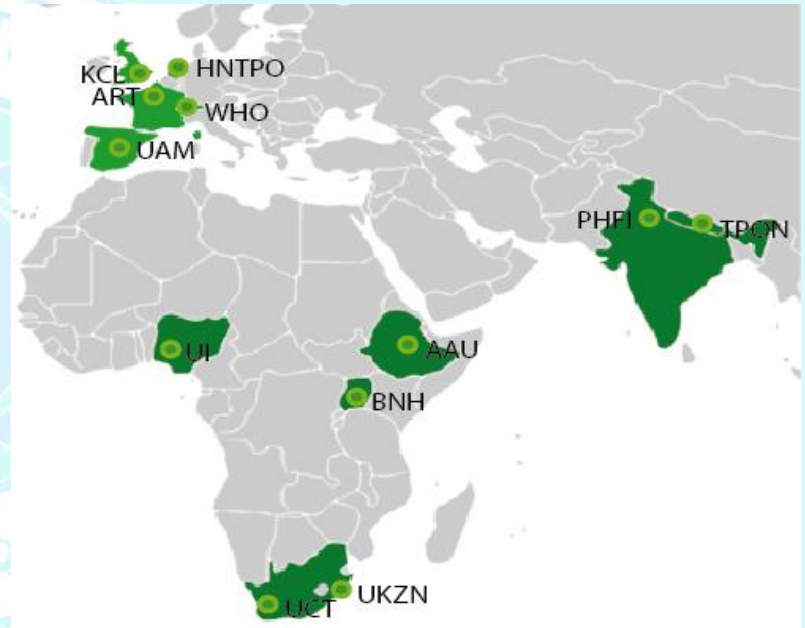 KCL
HNTPO
ART
WHO
UAM
PHFI
TPON
UI
AAU
BNH
UCT
UKZN